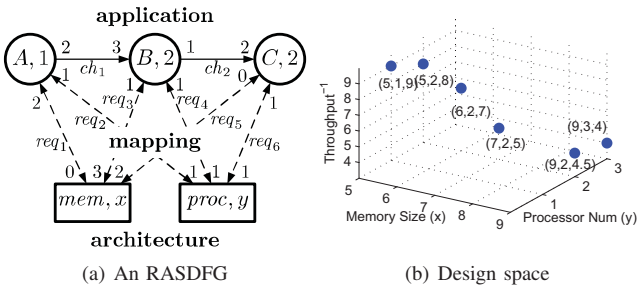 application
A, 1
2
3
ch1
B, 2
1
2
ch2
C, 2
1
1
1
0
2
req3
req4
1
req2
req5
req1
mapping
req6
0
3
2
1
1
1
mem, x
proc, y
architecture
(a) An RASDFG
Throughput-1
9
8
7
6
5
4
(5,1,9)
(5,2,8)
(6,2,7)
(7,2,5)
(9,3,4)
(9,2,4.5)
5
6
7
8
9
1
2
3
Memory Size (x)
Processor Num (y)
(b) Design space